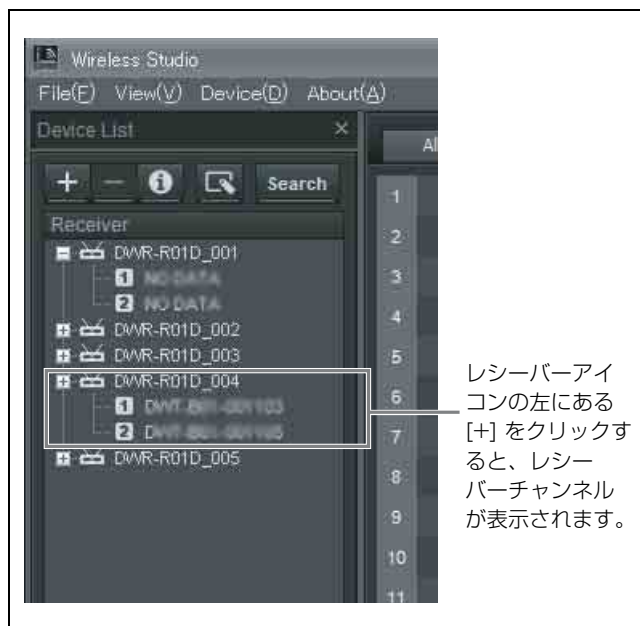 Wireless Studio
File(F) View(V) Device(D) About(A)
Device List ×
Al
+ - i Search
Receiver
DWR-R01D_001
1 NO DATA
2 NO DATA
DWR-R01D_002
DWR-R01D_003
DWR-R01D_004
1
2
DWR-R01D_005
1
2
3
4
5
6
7
8
9
10
11
レシーバーアイ
コンの左にある
[+] をクリックす
ると、レシー
バーチャンネル
が表示されます。